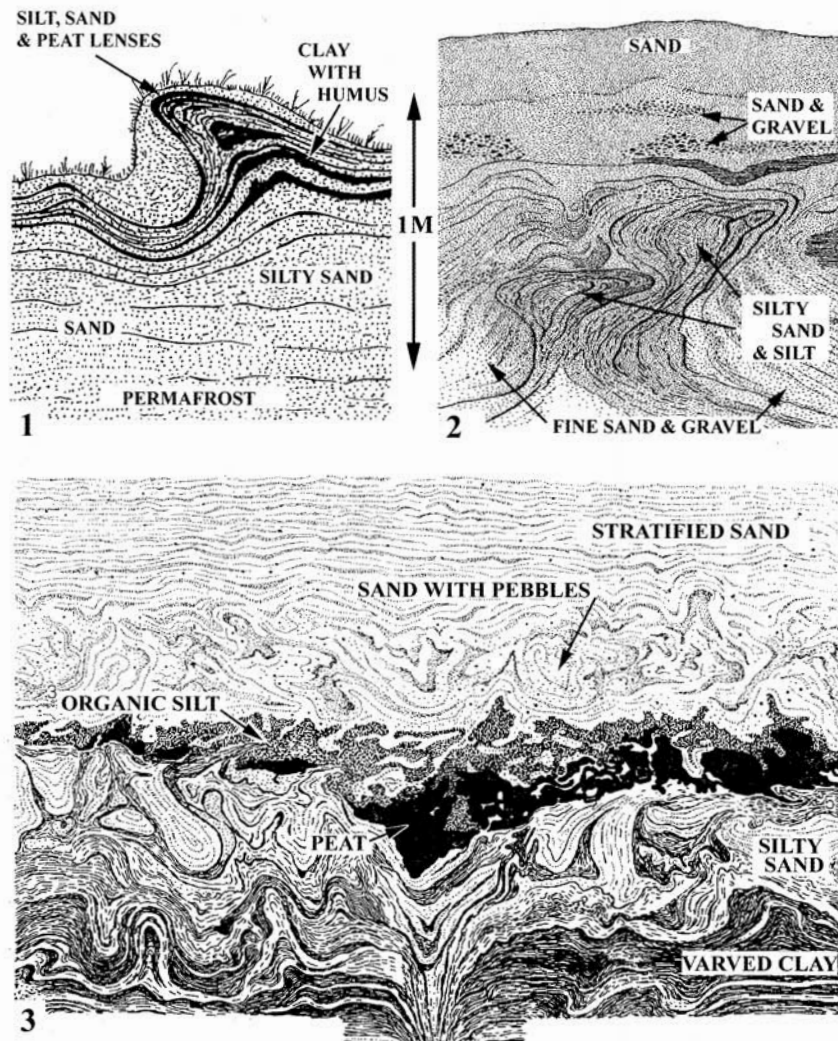 SILT, SAND
& PEAT LENSES
CLAY
WITH
HUMUS
SILTY SAND
SAND
PERMAFROST
1
1M
SAND
SAND &
GRAVEL
SILTY
SAND
& SILT
FINE SAND & GRAVEL
2
STRATIFIED SAND
SAND WITH PEBBLES
ORGANIC SILT
PEAT
SILTY
SAND
VARVED CLAY
3